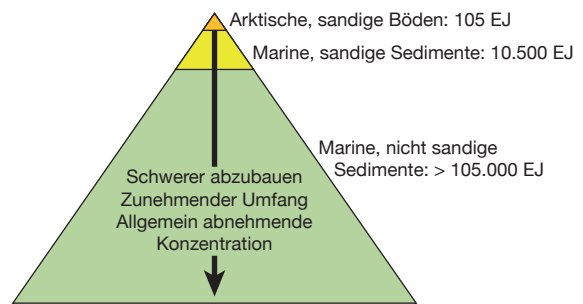 Arktische, sandige Böden: 105 EJ
Marine, sandige Sedimente: 10.500 EJ
Marine, nicht sandige
Sedimente: > 105.000 EJ
Schwerer abzubauen
Zunehmender Umfang
Allgemein abnehmende
Konzentration